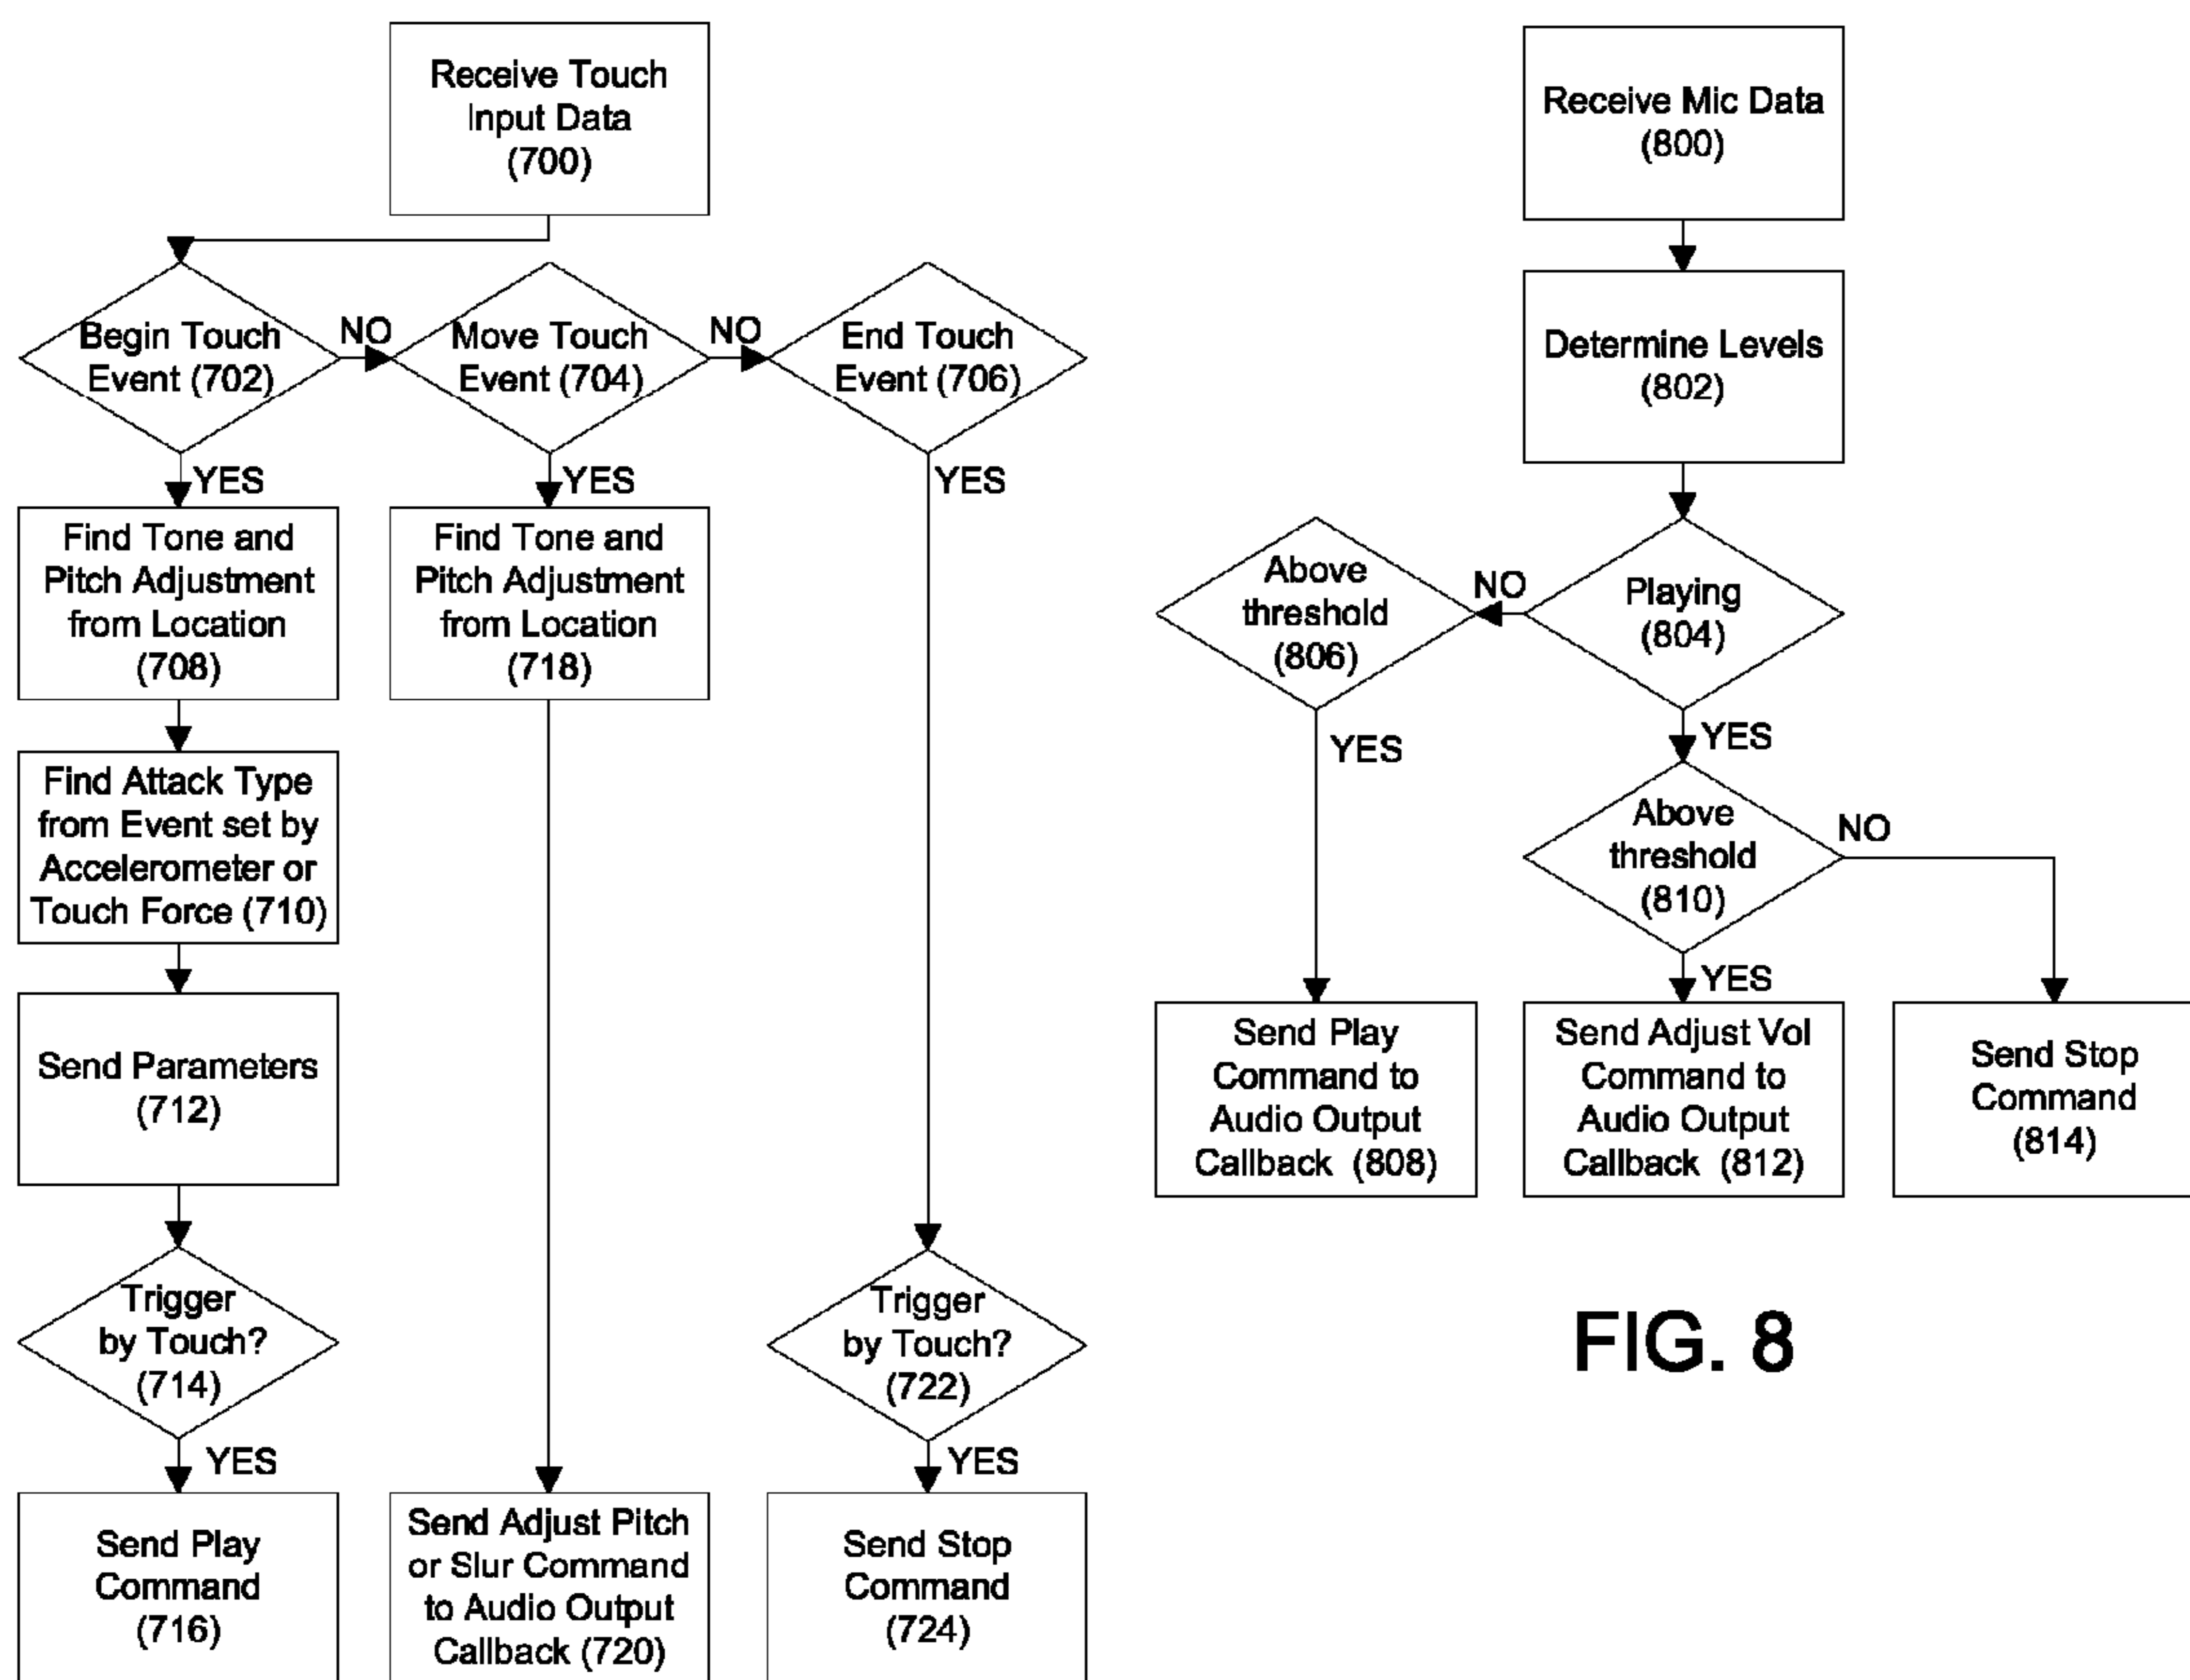 Receive Touch
Input Data
(700)
Begin Touch
Event (702)
NO
Move Touch
Event (704)
NO
End Touch
Event (706)
YES
YES
YES
Find Tone and
Pitch Adjustment
from Location
(708)
Find Tone and
Pitch Adjustment
from Location
(718)
Find Attack Type
from Event set by
Accelerometer or
Touch Force (710)
Send Parameters
(712)
Trigger
by Touch?
(714)
Trigger
by Touch?
(722)
YES
YES
Send Play
Command
(716)
Send Adjust Pitch
or Slur Command
to Audio Output
Callback (720)
Send Stop
Command
(724)
Receive Mic Data
(800)
Determine Levels
(802)
Above
threshold
(806)
NO
Playing
(804)
YES
YES
Above
threshold
(810)
NO
YES
Send Play
Command to
Audio Output
Callback (808)
Send Adjust Vol
Command to
Audio Output
Callback (812)
Send Stop
Command
(814)
FIG. 8